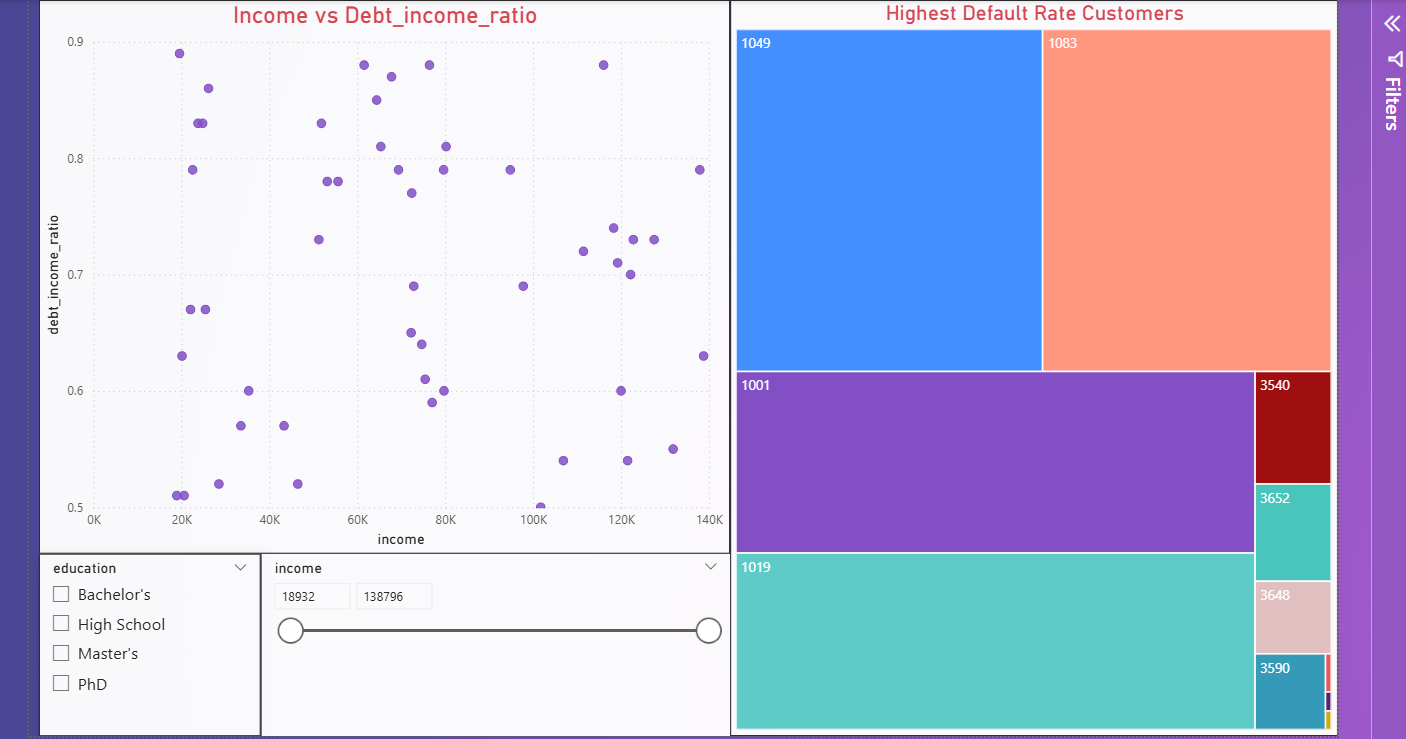 Income vs Debt_income_ratio
debt_income_ratio
0.9
0.8
0.7
0.6
0.5
0K 20K 40K 60K 80K 100K 120K 140K
income
education
Bachelor's
High School
Master's
PhD
income
18932 138796
Highest Default Rate Customers
1049 1083
1001 3540
3652
1019
3648
3590
Filters